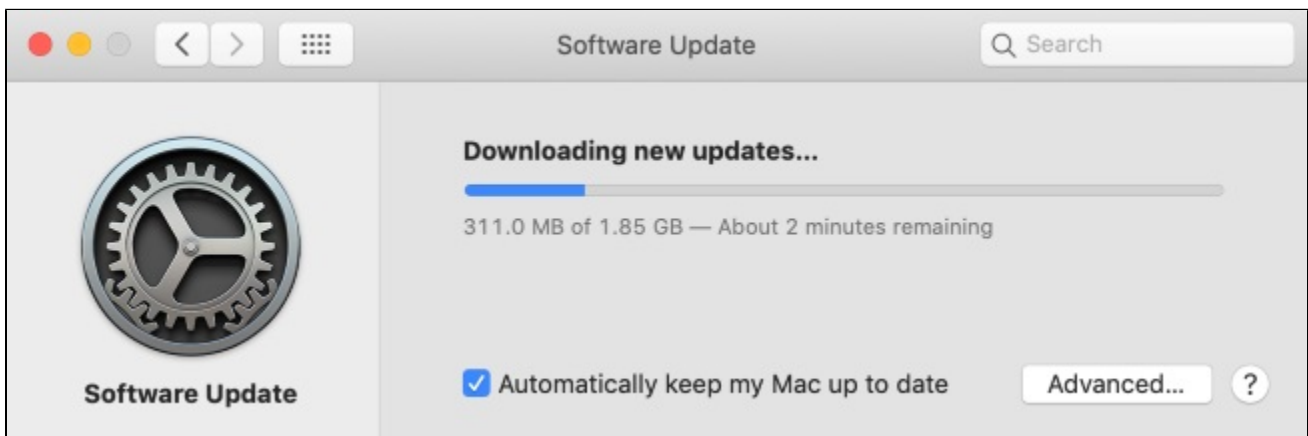 Software Update
Search
Downloading new updates...
311.0 MB of 1.85 GB — About 2 minutes remaining
Software Update
Automatically keep my Mac up to date
Advanced...
?